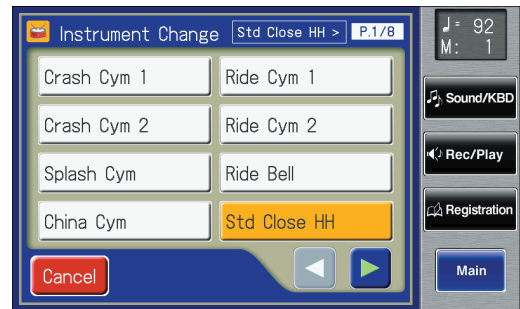 Instrument Change
Std Close HH >
P.1/8
♩= 92
M: 1
Crash Cym 1
Ride Cym 1
Crash Cym 2
Ride Cym 2
Splash Cym
Ride Bell
China Cym
Std Close HH
Cancel
Sound/KBD
Rec/Play
Registration
Main